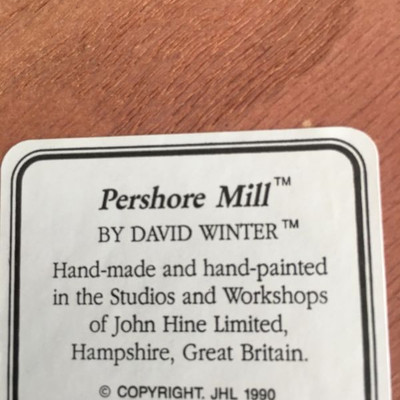 Pershore Mill™
BY DAVID WINTER™
Hand-made and hand-painted
in the Studios and Workshops
of John Hine Limited,
Hampshire, Great Britain.
© COPYRIGHT. JHL 1990